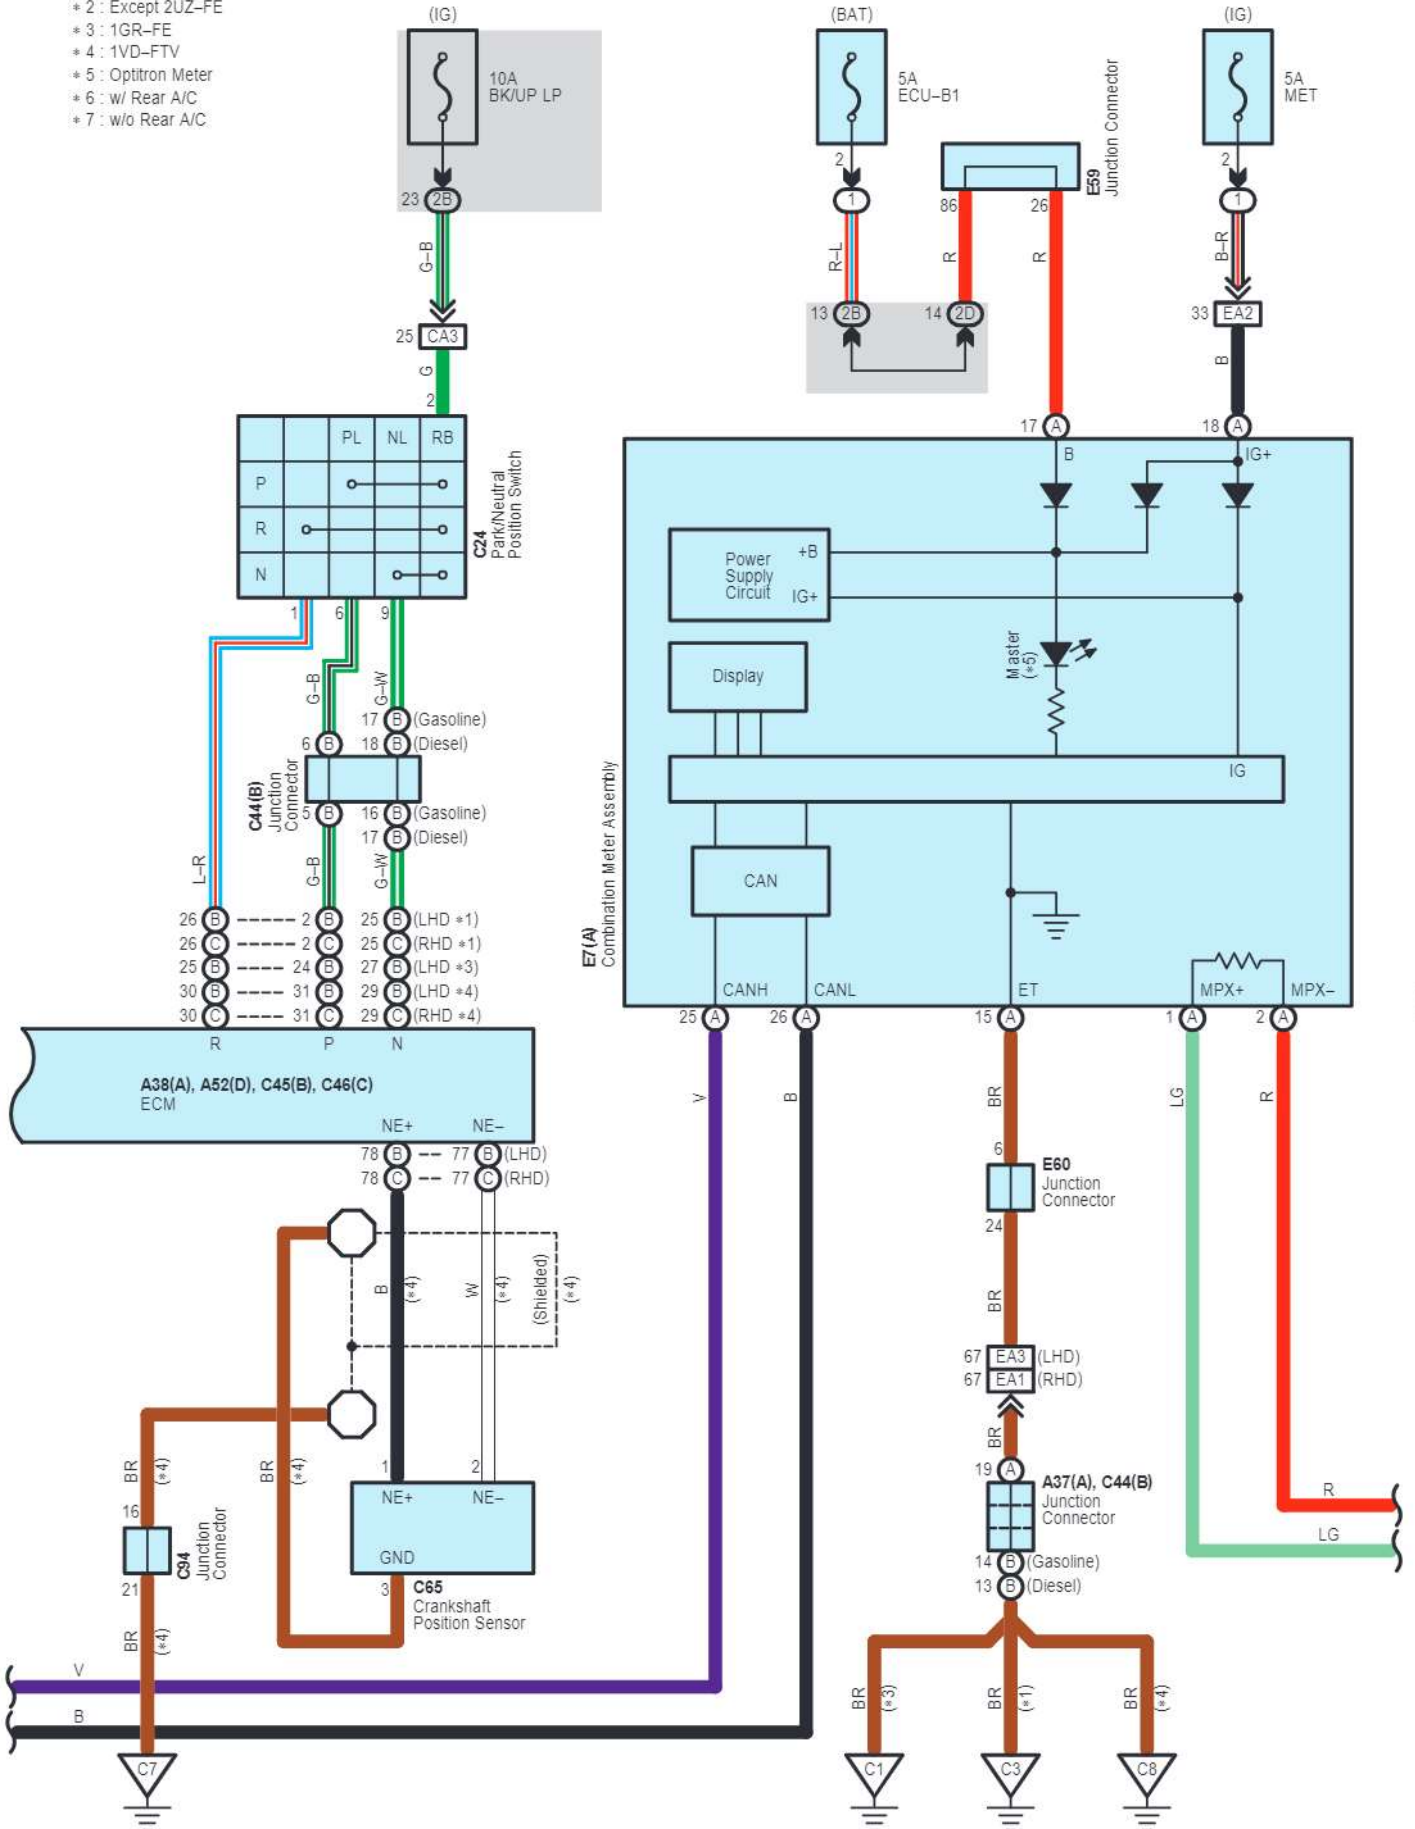 * 2 : Except 2UZ–FE
* 3 : 1GR–FE
* 4 : 1VD–FTV
* 5 : Optitron Meter
* 6 : w/ Rear A/C
* 7 : w/o Rear A/C
(IG)
10A
BK/UP LP
23 2B
G–B
25 CA3
G
2
PL NL RB
P
R
N
C24
Park/Neutral
Position Switch
1 6 9
G–B
G–W
17 B (Gasoline)
6 B 18 B (Diesel)
C44(B)
Junction
Connector
5 B 16 B (Gasoline)
17 B (Diesel)
L–R
G–B
G–W
26 B 2 B 25 B (LHD *1)
26 C 2 C 25 C (RHD *1)
25 B 24 B 27 B (LHD *3)
30 B 31 B 29 B (LHD *4)
30 C 31 C 29 C (RHD *4)
R P N
A38(A), A52(D), C45(B), C46(C)
ECM
NE+ NE–
78 B 77 B (LHD)
78 C 77 C (RHD)
B
(*4)
W
(*4)
(Shielded)
(*4)
BR
(*4)
BR
(*4)
1 2
NE+ NE–
GND
3
C65
Crankshaft
Position Sensor
16
C94
Junction
Connector
21
BR
(*4)
V
B
C7
(BAT)
5A
ECU–B1
2
1
R–L
13 2B
E59
Junction Connector
86 26
R
R
14 2D
(IG)
5A
MET
2
1
B–R
33 EA2
B
17 A 18 A
B IG+
Power
Supply
Circuit
+B
IG+
Master
(*5)
Display
IG
CAN
E7(A)
Combination Meter Assembly
CANH CANL ET MPX+ MPX–
25 A 26 A 15 A 1 A 2 A
V
B
BR
LG
R
6
E60
Junction
Connector
24
BR
67 EA3 (LHD)
67 EA1 (RHD)
BR
19 A
A37(A), C44(B)
Junction
Connector
14 B (Gasoline)
13 B (Diesel)
R
LG
BR
(*3)
BR
(*1)
BR
(*4)
C1 C3 C8